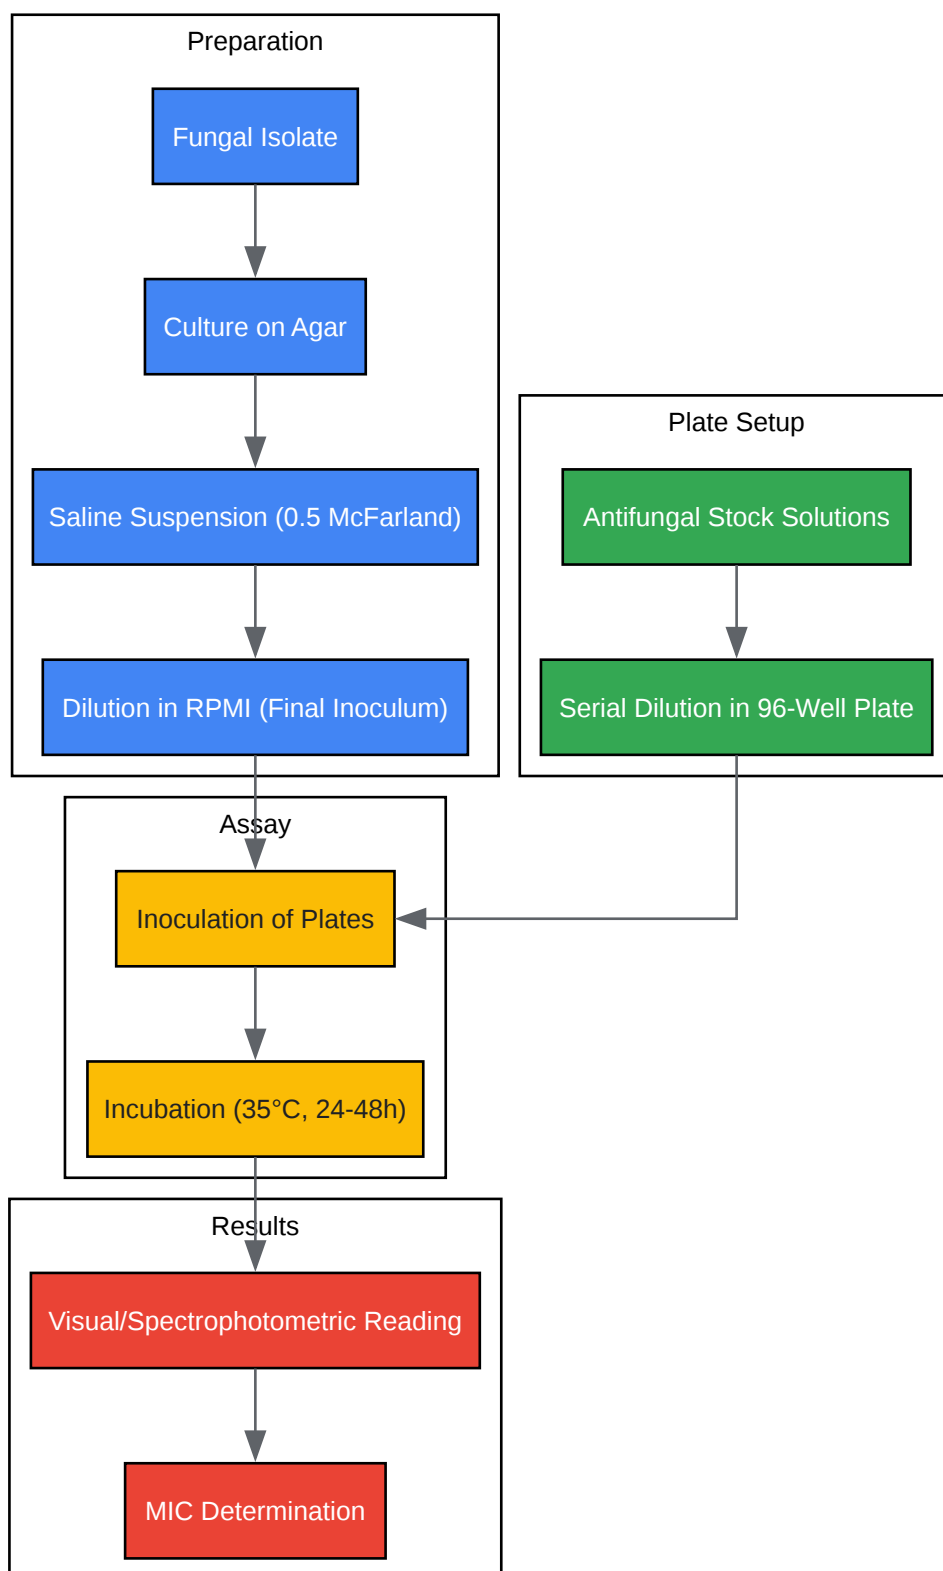 Preparation
Fungal Isolate
Culture on Agar
Saline Suspension (0.5 McFarland)
Dilution in RPMI (Final Inoculum)
Plate Setup
Antifungal Stock Solutions
Serial Dilution in 96-Well Plate
Assay
Inoculation of Plates
Incubation (35°C, 24-48h)
Results
Visual/Spectrophotometric Reading
MIC Determination